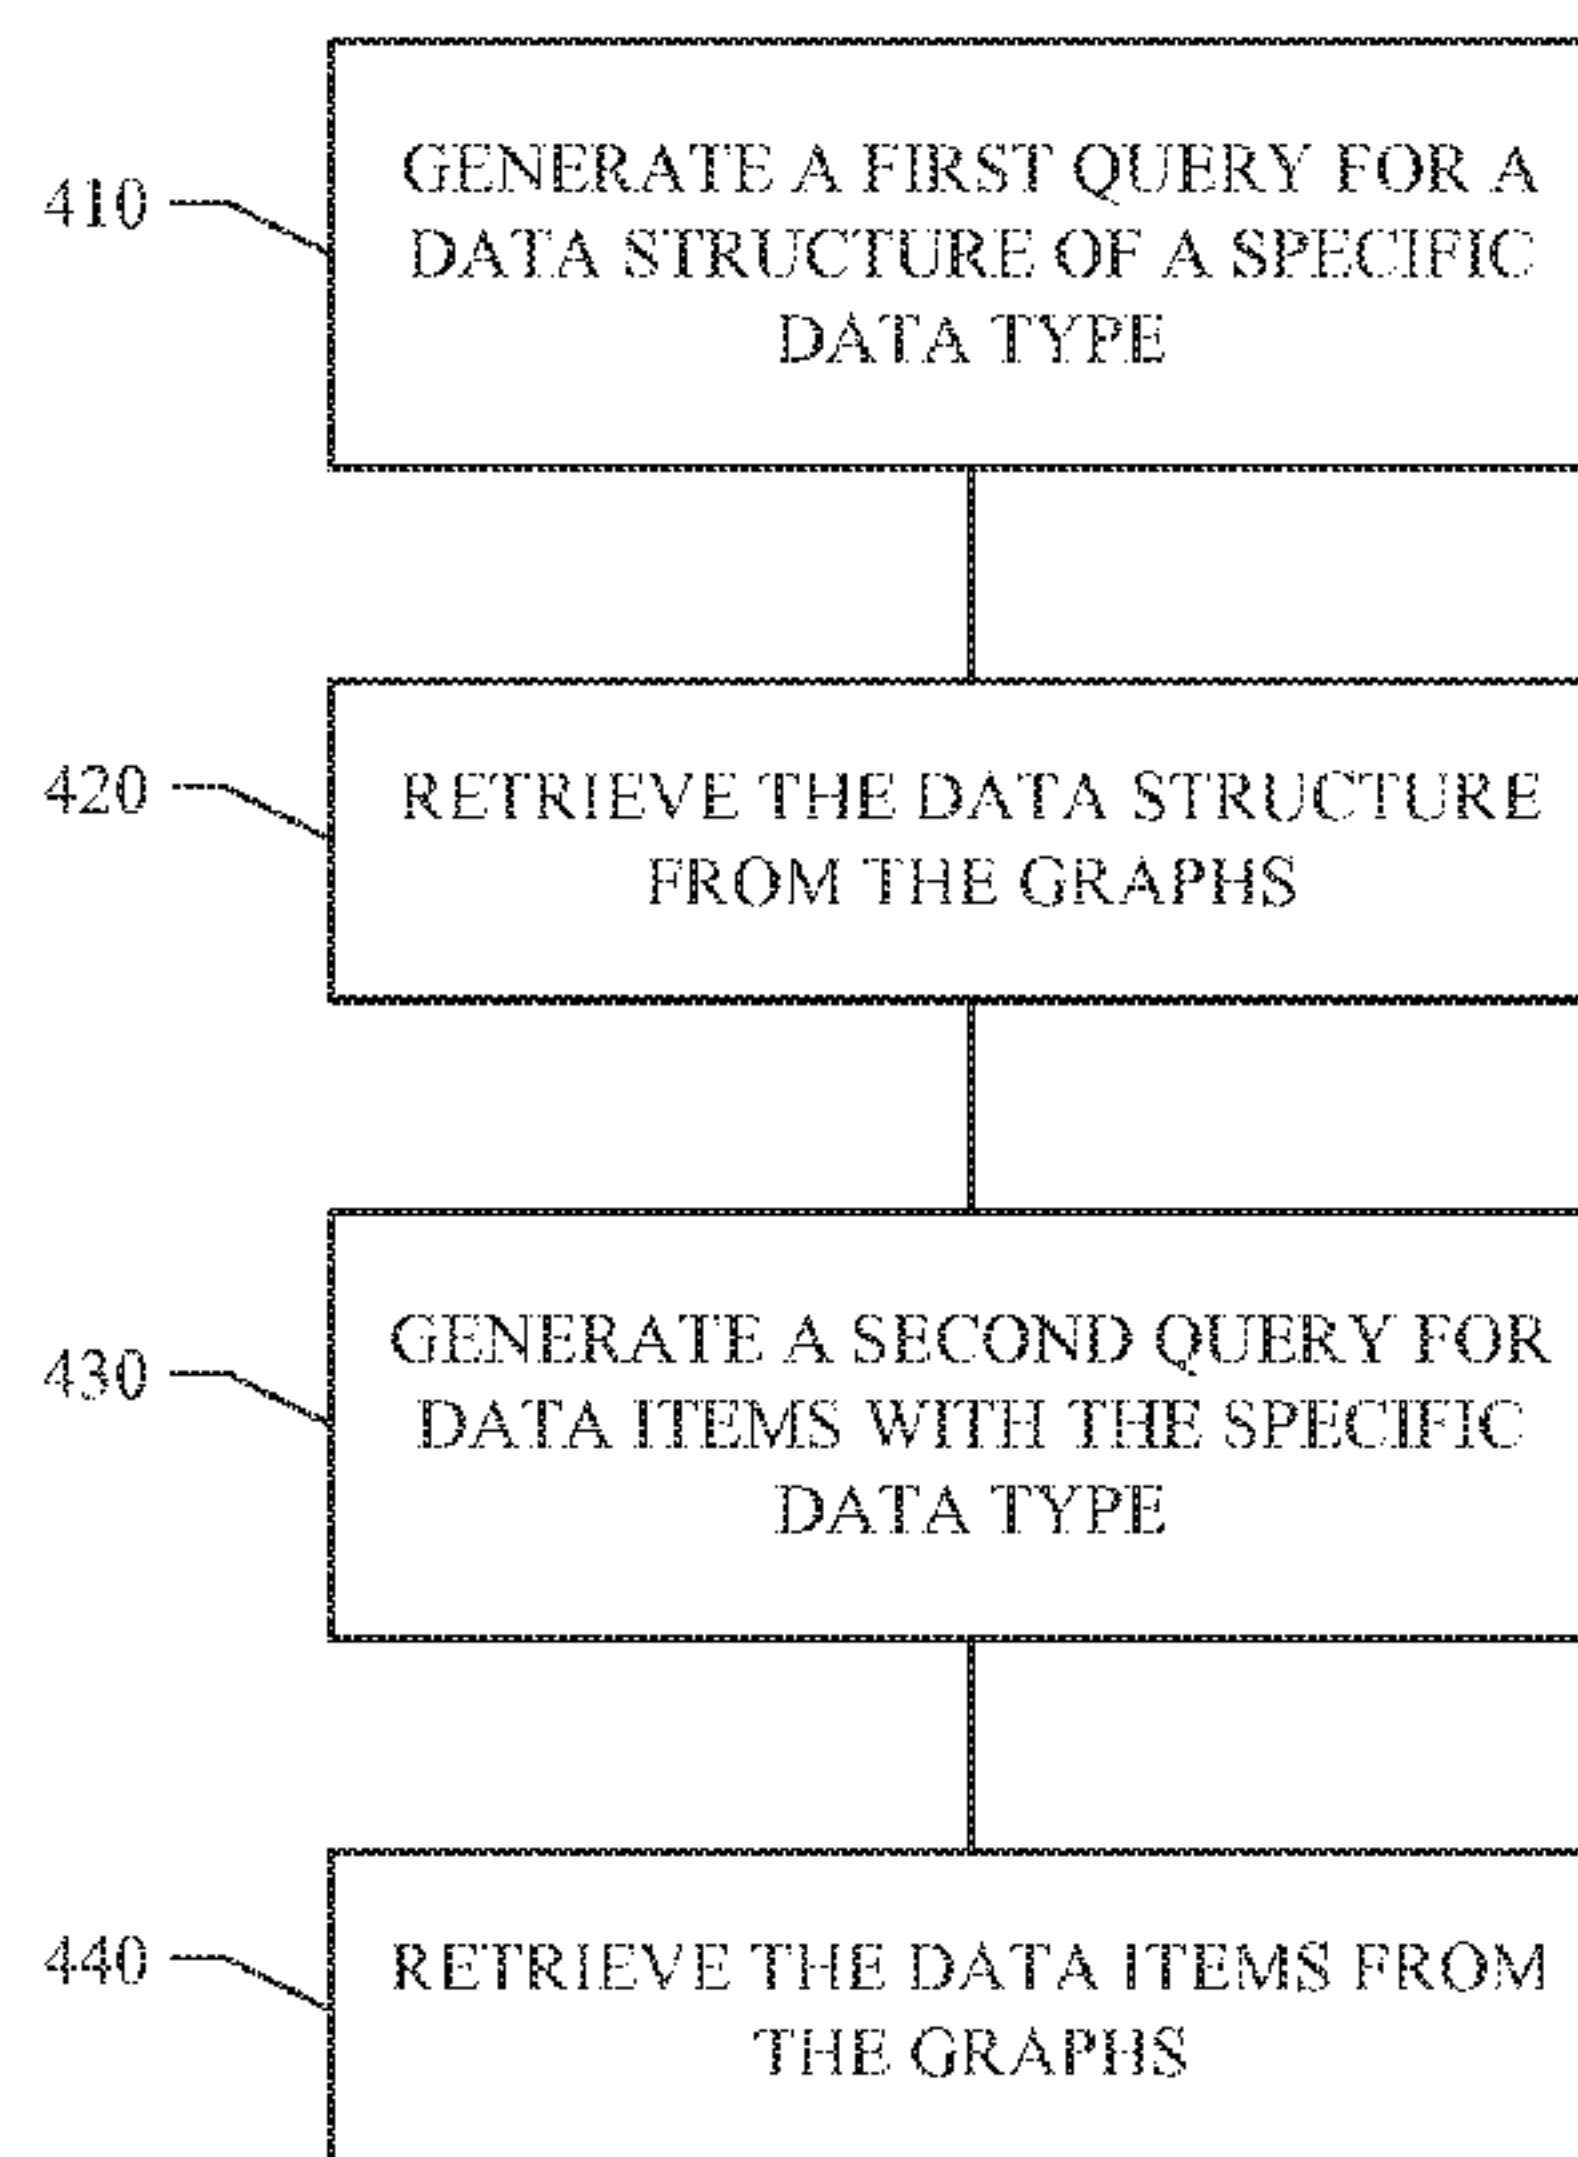 410
GENERATE A FIRST QUERY FOR A
DATA STRUCTURE OF A SPECIFIC
DATA TYPE
420
RETRIEVE THE DATA STRUCTURE
FROM THE GRAPHS
430
GENERATE A SECOND QUERY FOR
DATA ITEMS WITH THE SPECIFIC
DATA TYPE
440
RETRIEVE THE DATA ITEMS FROM
THE GRAPHS